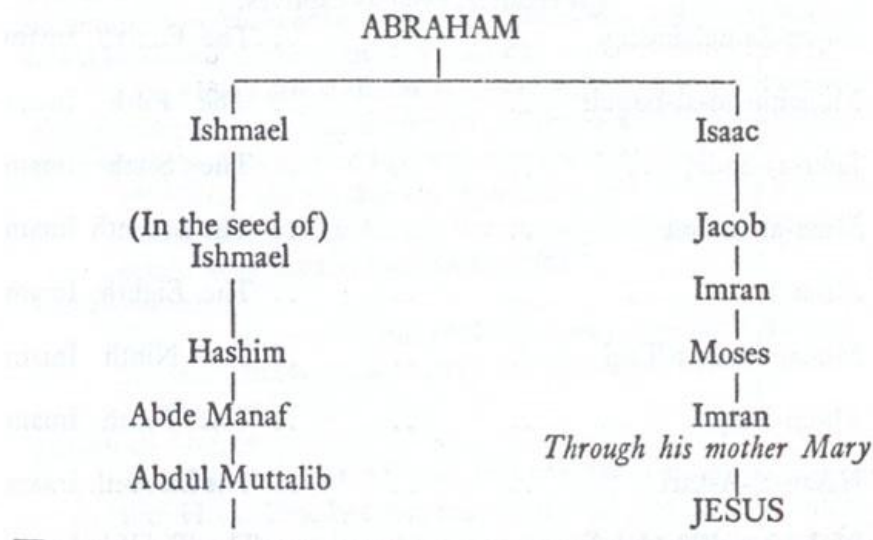 ABRAHAM
Ishmael Isaac
(In the seed of) Jacob
Ishmael
Imran
Hashim Moses
Abde Manaf Imran
Through his mother Mary
Abdul Muttalib
JESUS